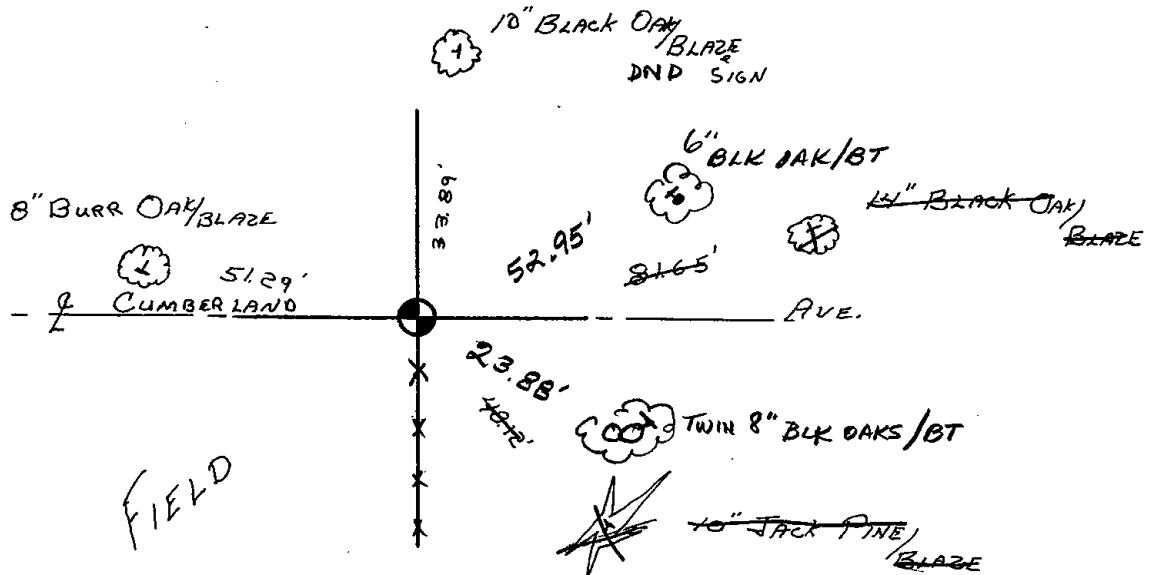 10" BLACK OAK/
BLAZE
&
DND SIGN
33.89'
6" BLK OAK/BT
14" BLACK OAK/
BLAZE
8" BURR OAK/BLAZE
51.29'
52.95'
81.65'
℄ CUMBERLAND AVE.
23.88'
40.12'
TWIN 8" BLK OAKS/BT
FIELD
10" JACK PINE/
BLAZE